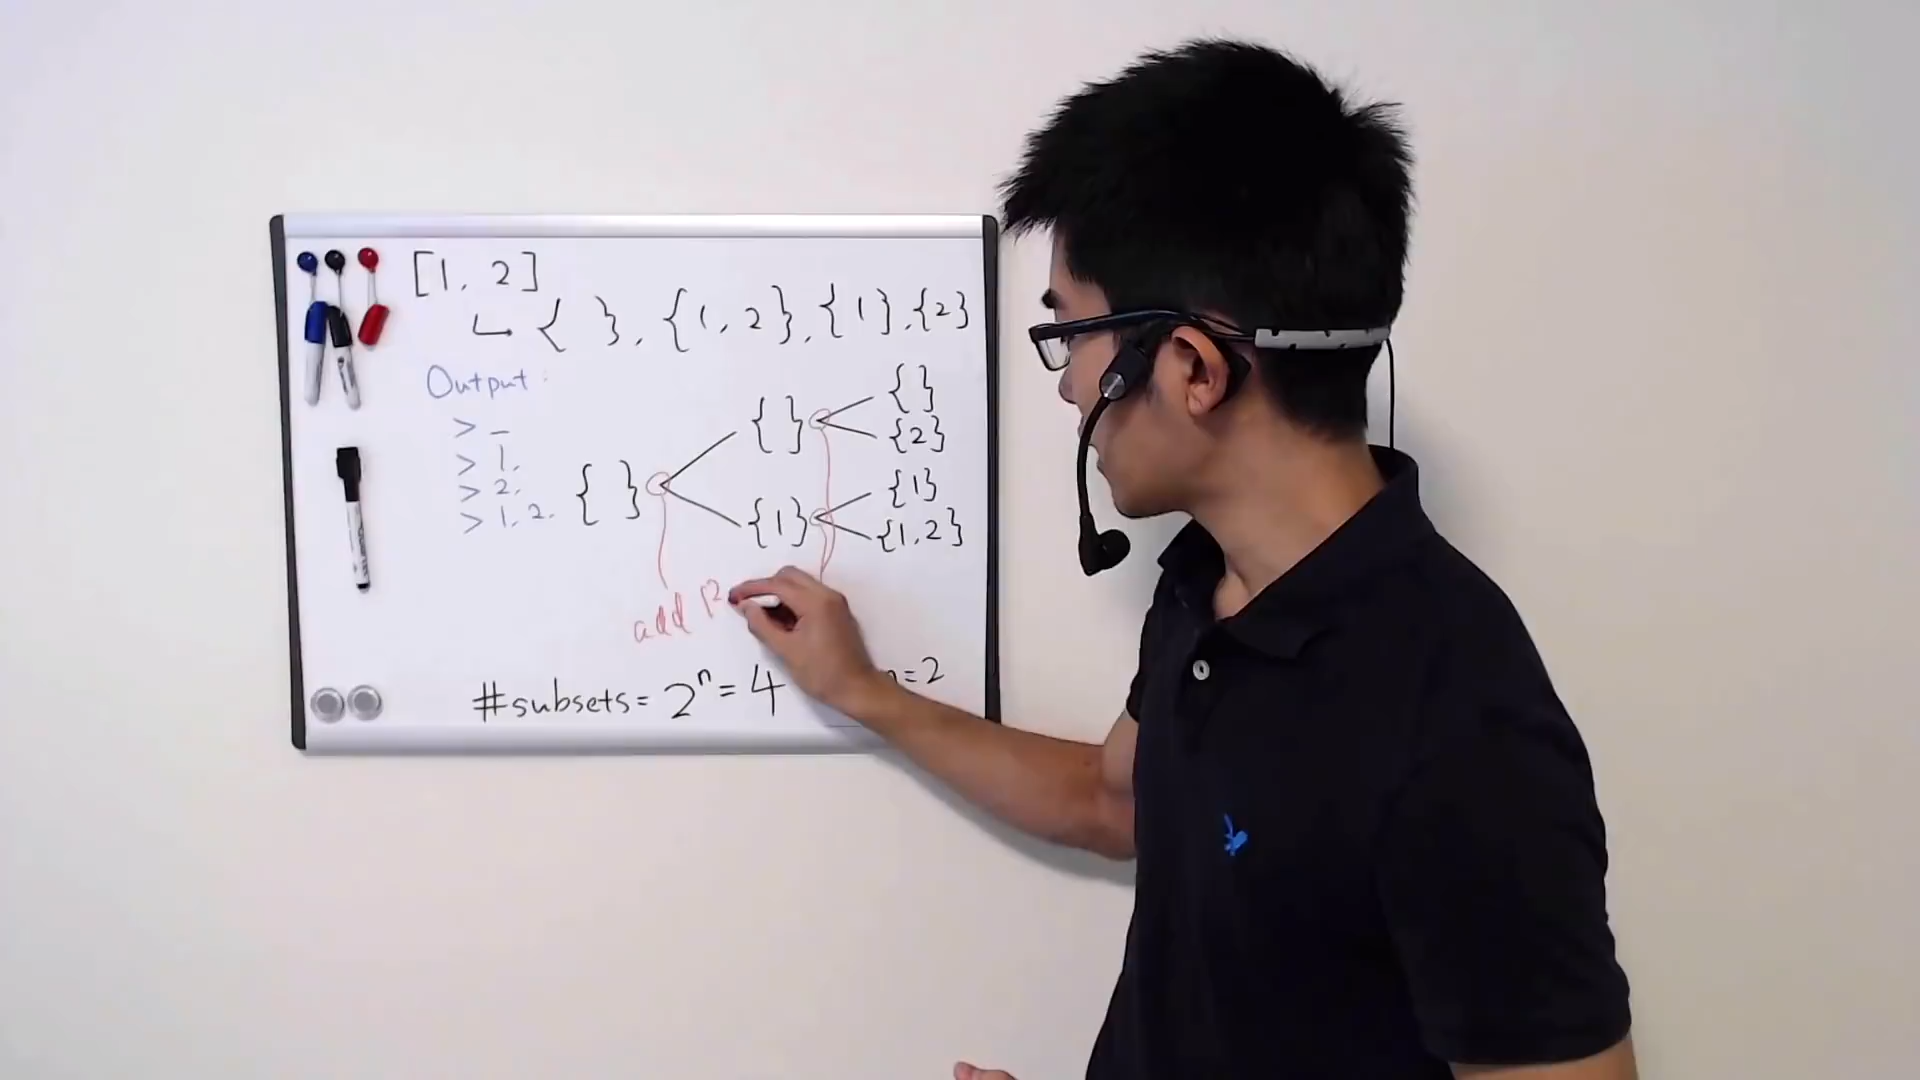 [1, 2]
↳ { }, {1, 2}, {1}, {2}
Output:
> _
> 1,
> 2,
> 1, 2,
{ }
{ }
{1}
{ }
{2}
{1}
{1,2}
add 1?
#subsets = 2ⁿ = 4
n=2